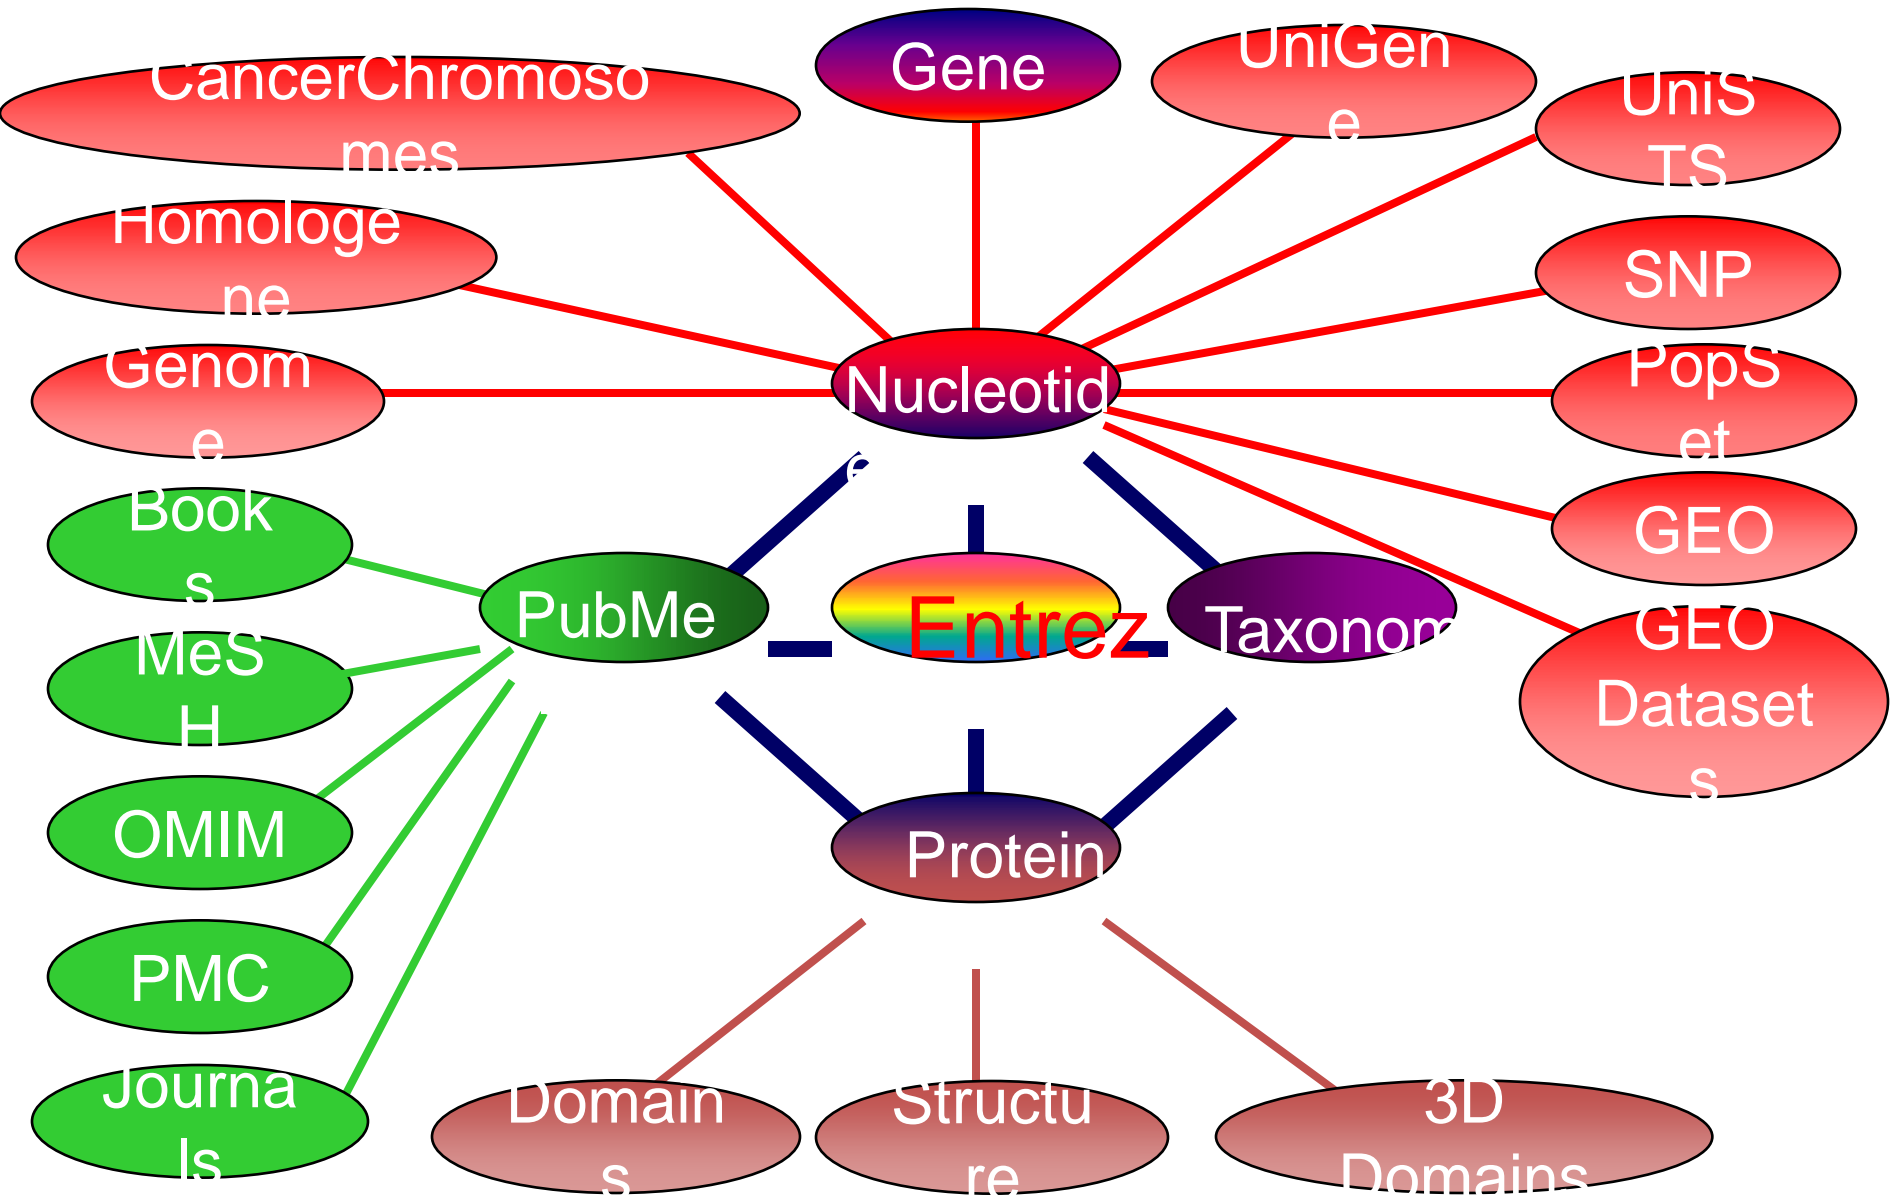 Gene
UniGen
e
CancerChromoso
mes
UniS
TS
Homologe
ne
SNP
Genom
e
Nucleotid
e
PopS
et
Book
s
GEO
PubMe
Entrez
Taxonom
MeS
H
GEO
Dataset
s
OMIM
Protein
PMC
Journa
ls
Domain
s
Structu
re
3D
Domains